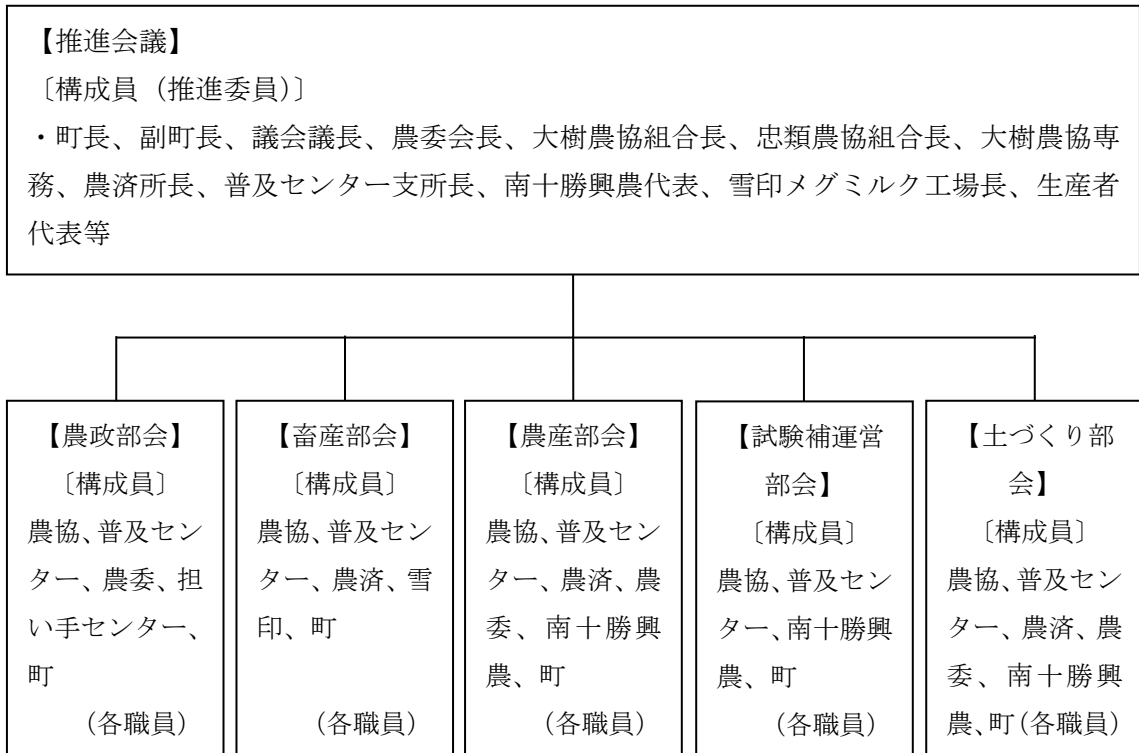 【推進会議】
〔構成員（推進委員）〕
・町長、副町長、議会議長、農委会長、大樹農協組合長、忠類農協組合長、大樹農協専
務、農済所長、普及センター支所長、南十勝興農代表、雪印メグミルク工場長、生産者
代表等
【農政部会】
〔構成員〕
農協、普及セン
ター、農委、担
い手センター、
町
（各職員）
【畜産部会】
〔構成員〕
農協、普及セン
ター、農済、雪
印、町
（各職員）
【農産部会】
〔構成員〕
農協、普及セン
ター、農済、農
委、南十勝興
農、町
（各職員）
【試験補運営
部会】
〔構成員〕
農協、普及セン
ター、南十勝興
農、町
（各職員）
【土づくり部
会】
〔構成員〕
農協、普及セン
ター、農済、農
委、南十勝興
農、町（各職員）